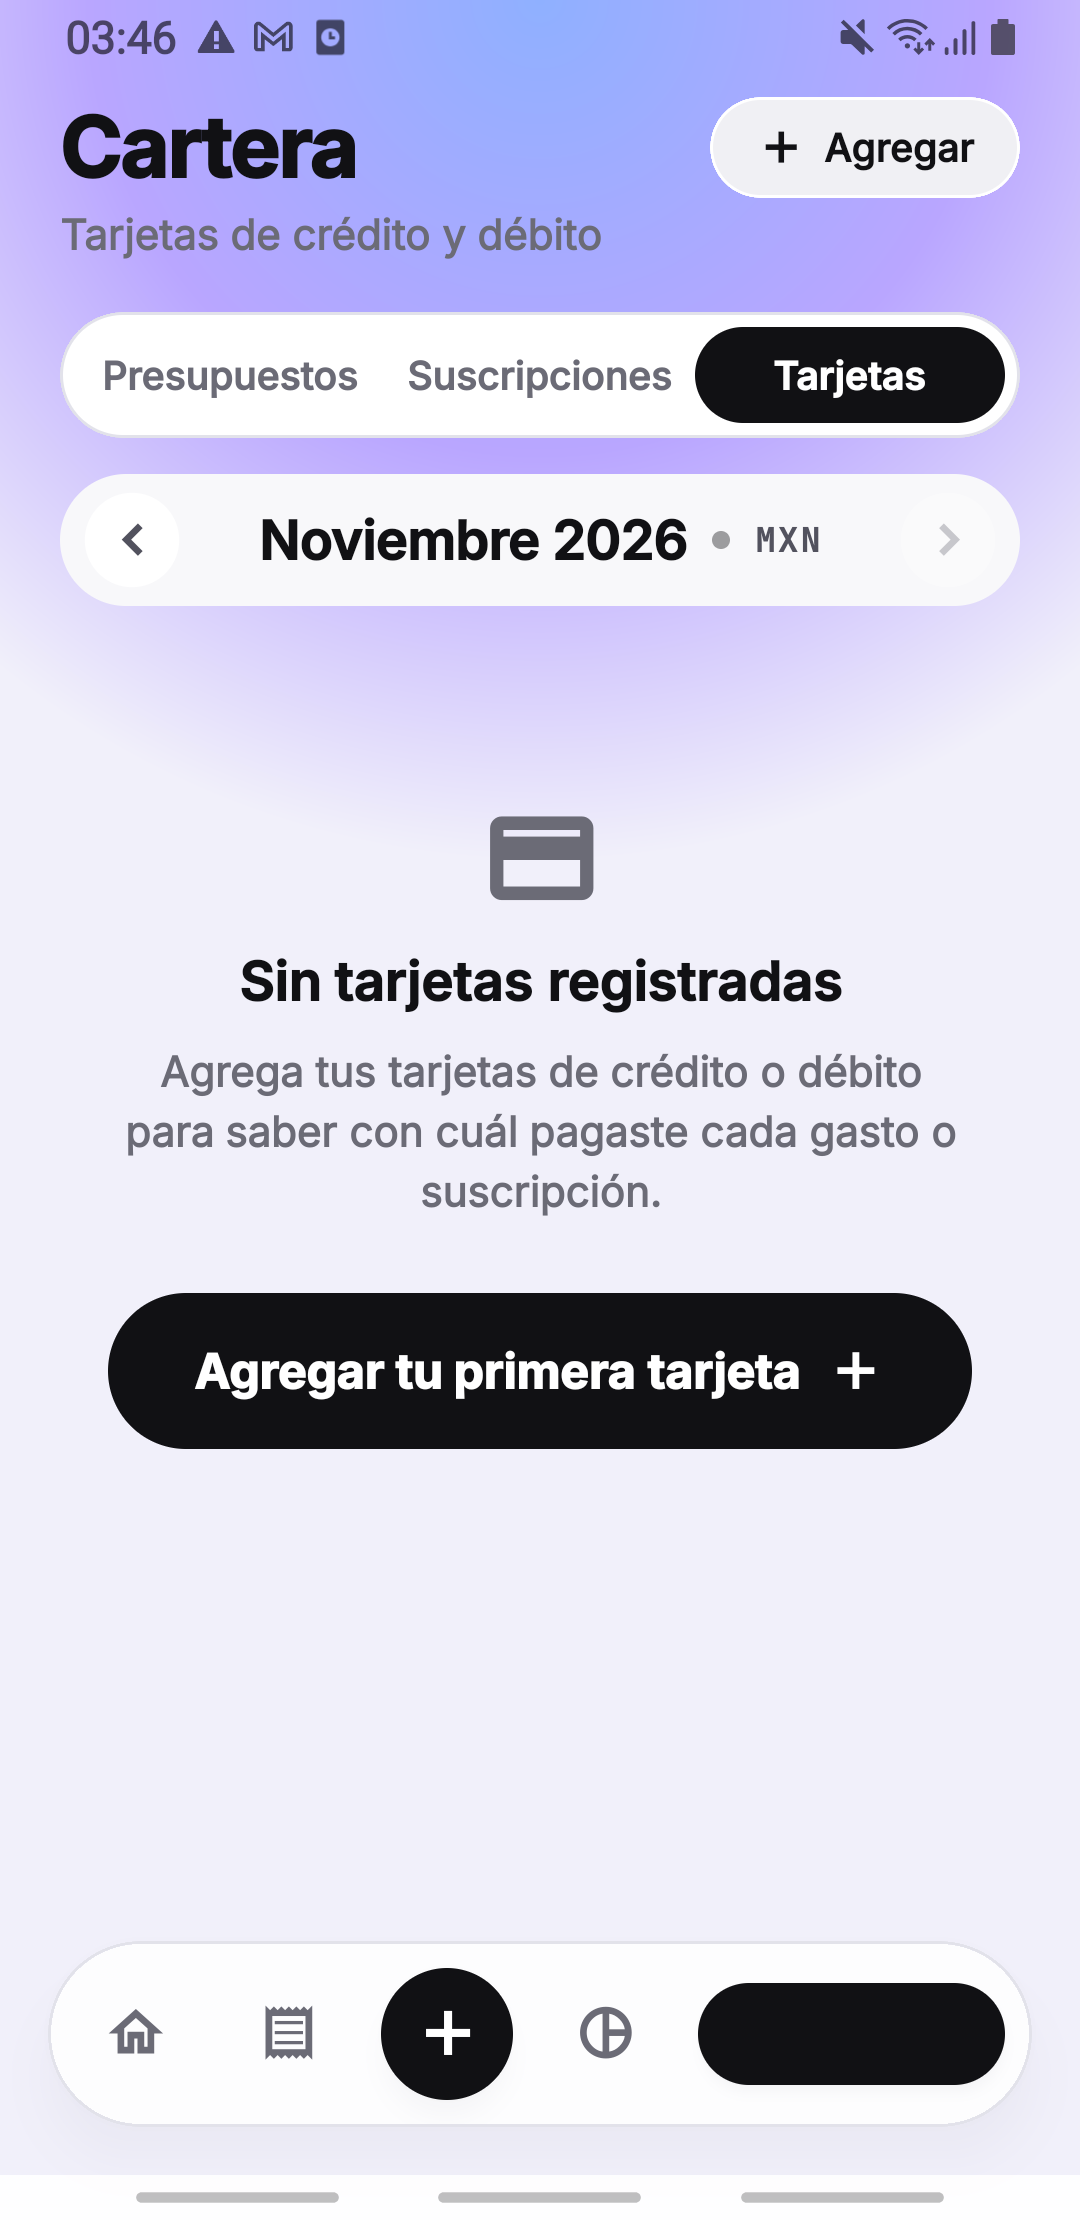 03:46
Cartera
+ Agregar
Tarjetas de crédito y débito
Presupuestos Suscripciones Tarjetas
Noviembre 2026 • MXN
Sin tarjetas registradas
Agrega tus tarjetas de crédito o débito
para saber con cuál pagaste cada gasto o
suscripción.
Agregar tu primera tarjeta +